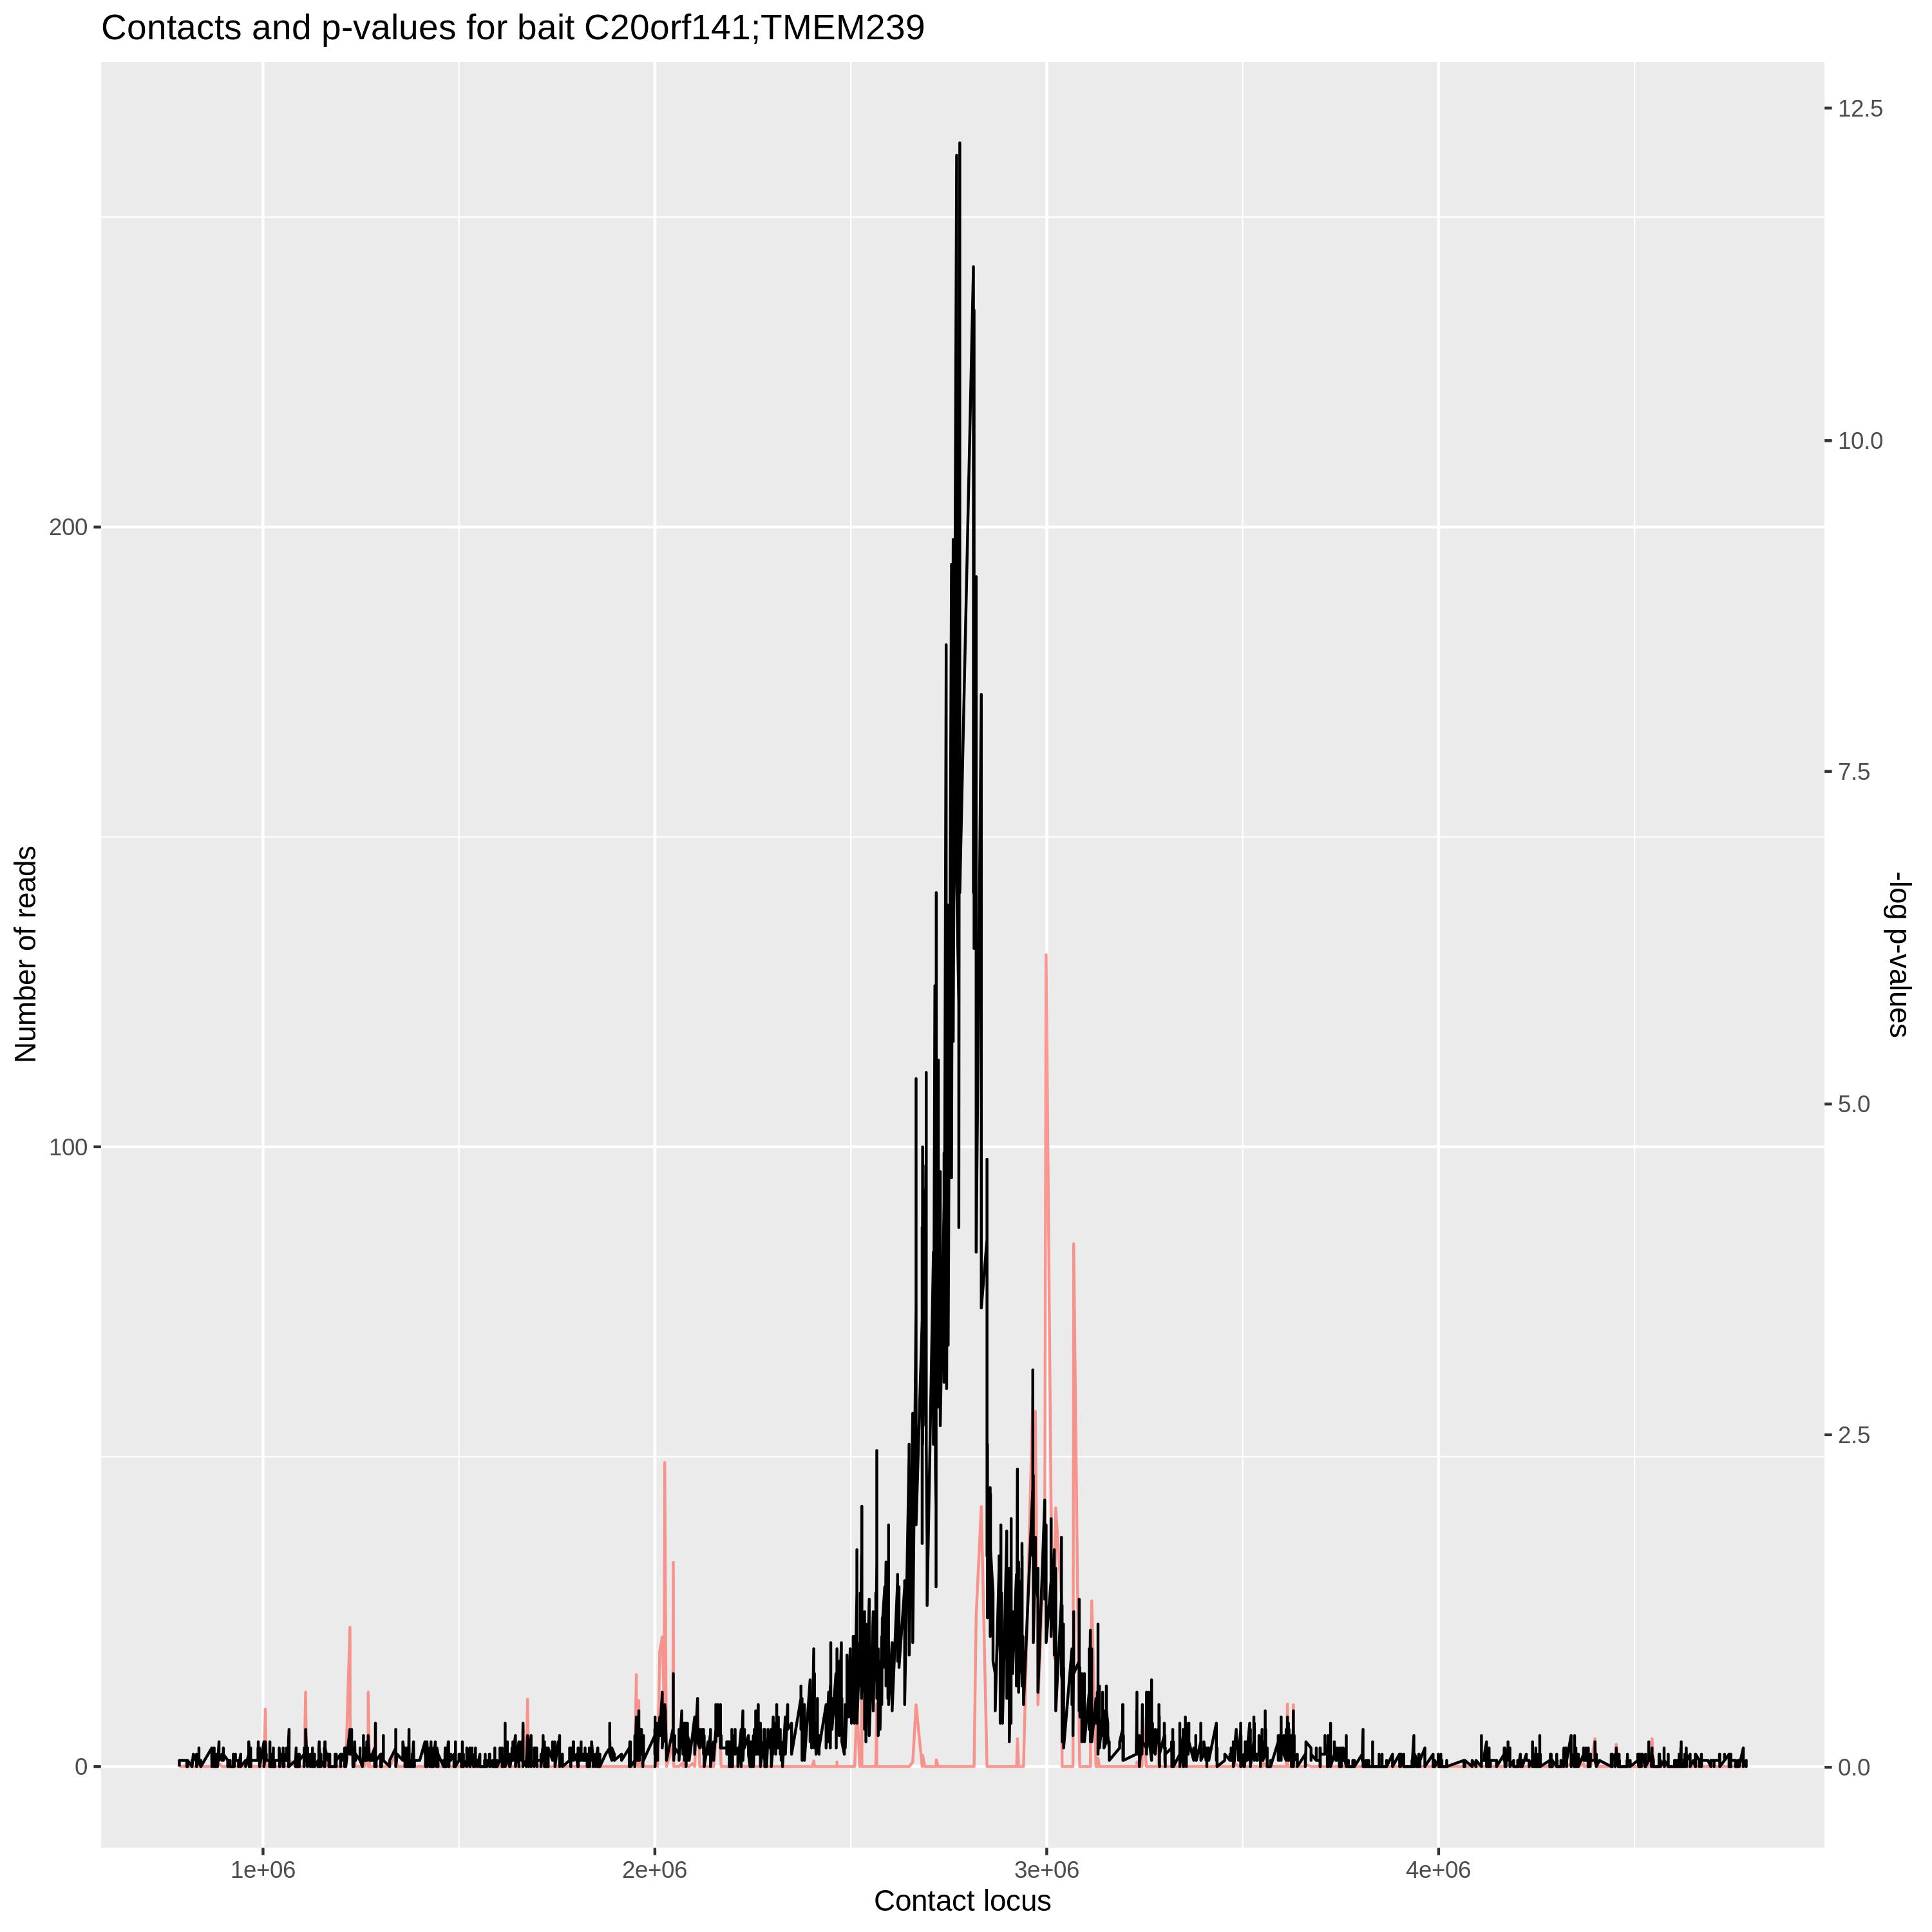 Contacts and p-values for bait C20orf141;TMEM239
Number of reads
200
100
0
12.5
10.0
7.5
5.0
2.5
0.0
-log p-values
1e+06
2e+06
3e+06
4e+06
Contact locus